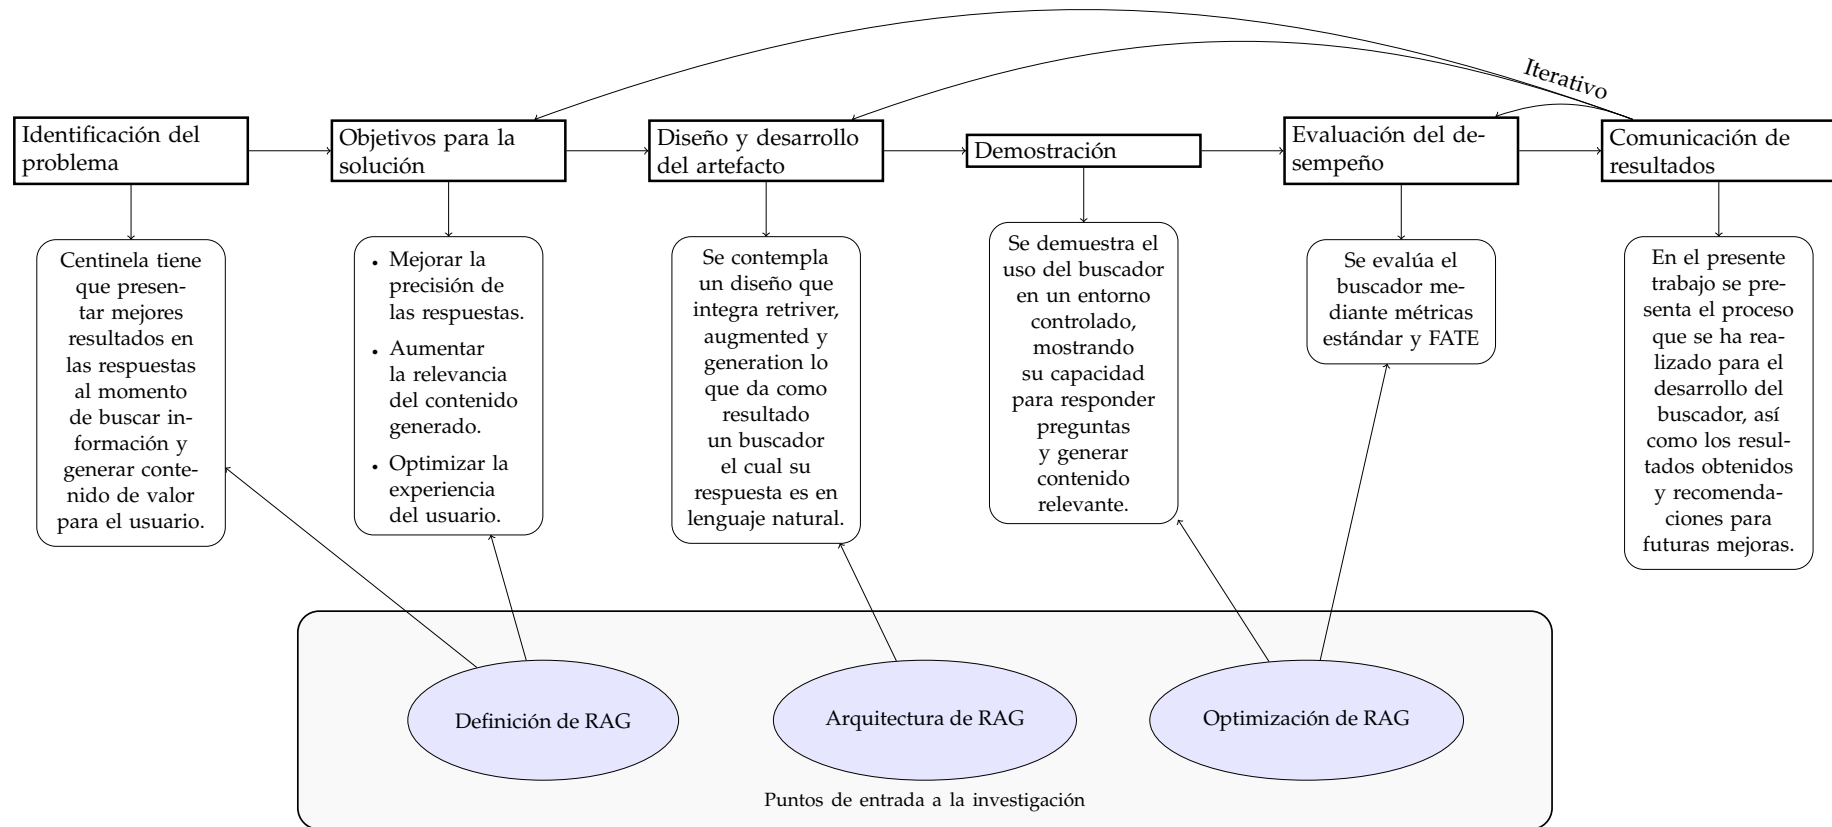 Iterativo
Identificación del
problema
Objetivos para la
solución
Diseño y desarrollo
del artefacto
Demostración
Evaluación del de-
sempeño
Comunicación de
resultados
Centinela tiene
que presen-
tar mejores
resultados en
las respuestas
al momento
de buscar in-
formación y
generar conte-
nido de valor
para el usuario.
• Mejorar la
precisión de
las respuestas.
• Aumentar
la relevancia
del contenido
generado.
• Optimizar la
experiencia
del usuario.
Se contempla
un diseño que
integra retriver,
augmented y
generation lo
que da como
resultado
un buscador
el cual su
respuesta es en
lenguaje natural.
Se demuestra el
uso del buscador
en un entorno
controlado,
mostrando
su capacidad
para responder
preguntas
y generar
contenido
relevante.
Se evalúa el
buscador me-
diante métricas
estándar y FATE
En el presente
trabajo se pre-
senta el proceso
que se ha rea-
lizado para el
desarrollo del
buscador, así
como los resul-
tados obtenidos
y recomenda-
ciones para
futuras mejoras.
Definición de RAG
Arquitectura de RAG
Optimización de RAG
Puntos de entrada a la investigación